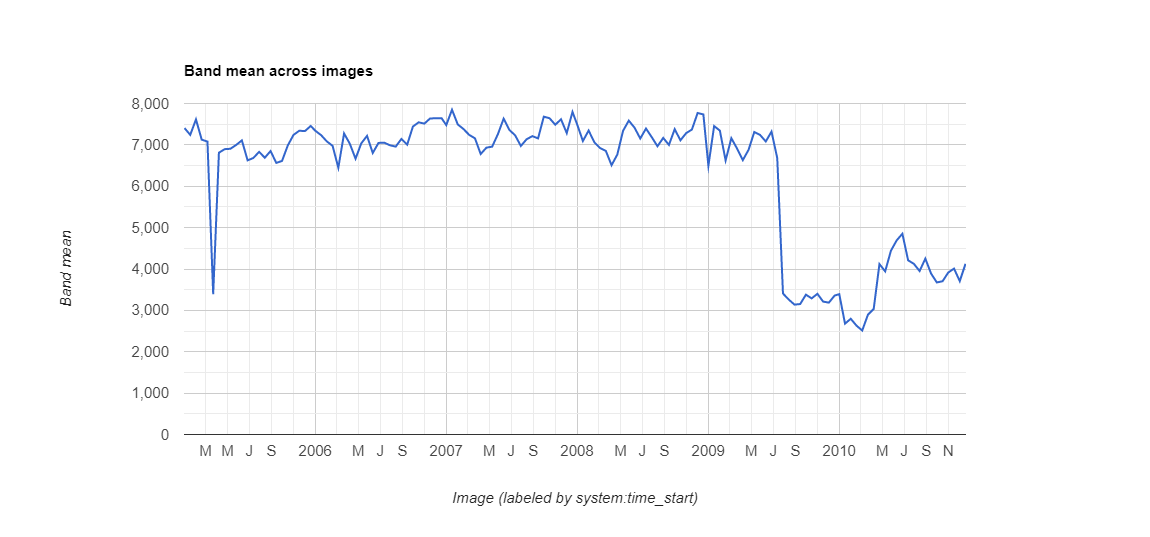 Band mean across images
8,000
7,000
6,000
5,000
4,000
3,000
2,000
1,000
0
Band mean
M M J S 2006 M J S 2007 M J S 2008 M J S 2009 M J S 2010 M J S N
Image (labeled by system:time_start)